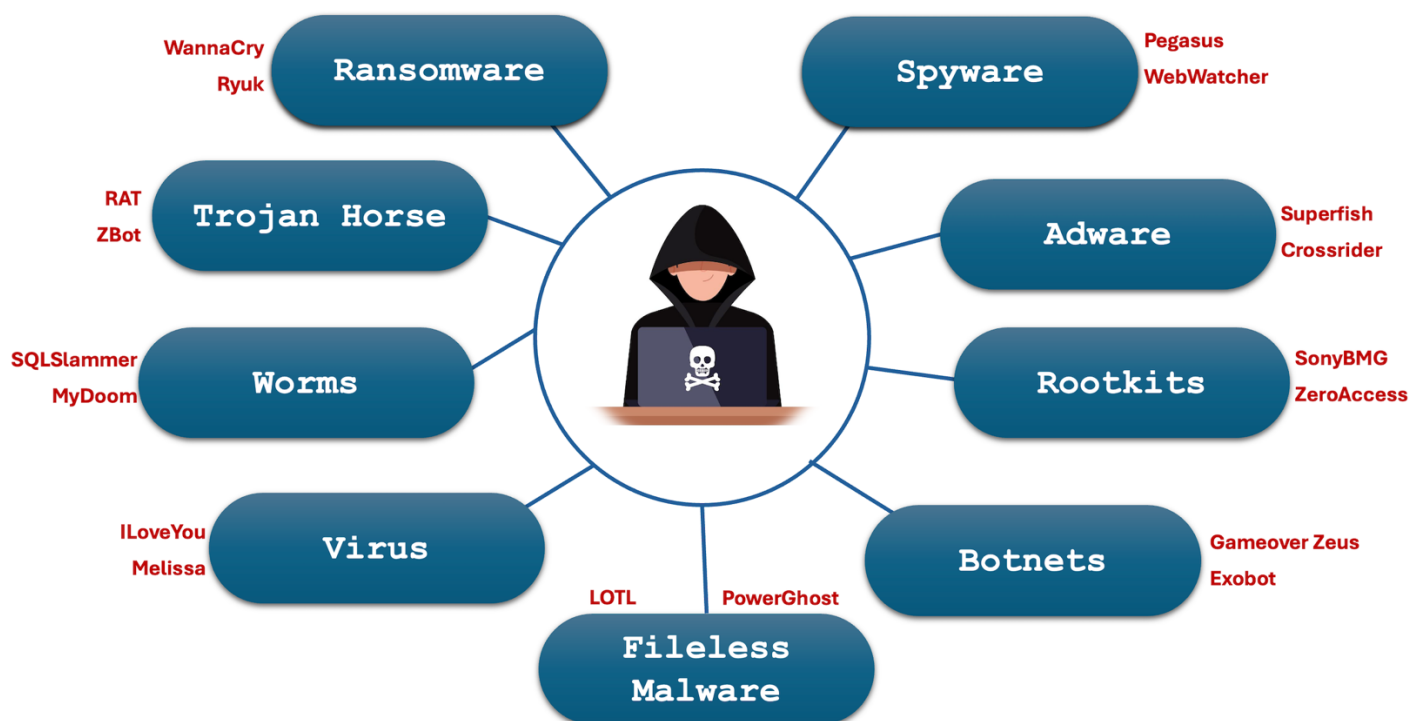 WannaCry
Ryuk
Ransomware
Spyware
Pegasus
WebWatcher
RAT
ZBot
Trojan Horse
Adware
Superfish
Crossrider
SQLSlammer
MyDoom
Worms
Rootkits
SonyBMG
ZeroAccess
ILoveYou
Melissa
Virus
Botnets
Gameover Zeus
Exobot
LOTL
PowerGhost
Fileless
Malware